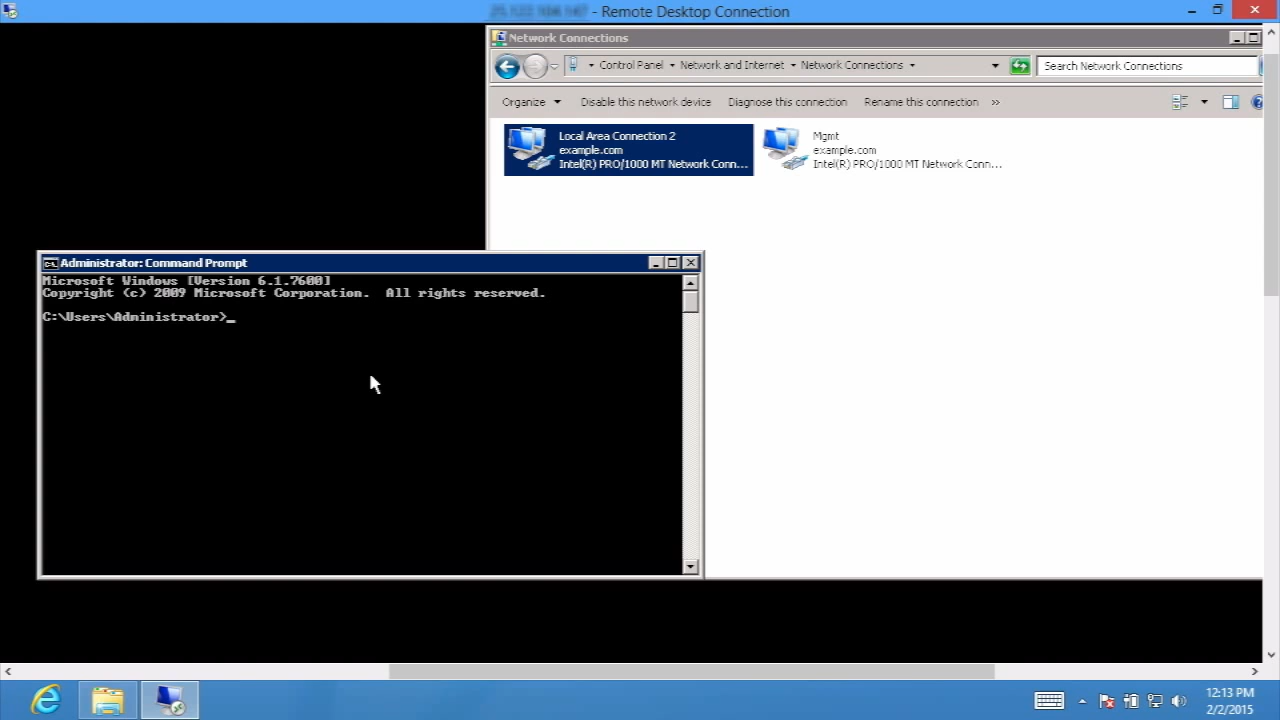 - Remote Desktop Connection
Network Connections
Control Panel Network and Internet Network Connections
Search Network Connections
Organize Disable this network device Diagnose this connection Rename this connection »
Local Area Connection 2
example.com
Intel(R) PRO/1000 MT Network Conn...
Mgmt
example.com
Intel(R) PRO/1000 MT Network Conn...
Administrator: Command Prompt
Microsoft Windows [Version 6.1.7600]
Copyright (c) 2009 Microsoft Corporation. All rights reserved.
C:\Users\Administrator>_
12:13 PM
2/2/2015